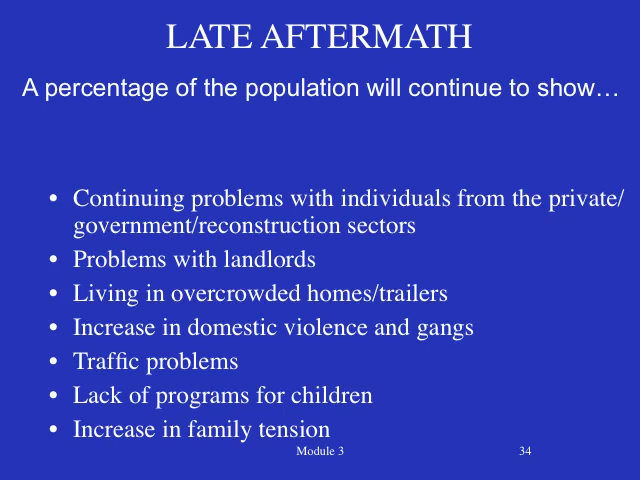 LATE AFTERMATH
A percentage of the population will continue to show…
• Continuing problems with individuals from the private/
government/reconstruction sectors
• Problems with landlords
• Living in overcrowded homes/trailers
• Increase in domestic violence and gangs
• Traffic problems
• Lack of programs for children
• Increase in family tension
Module 3 34